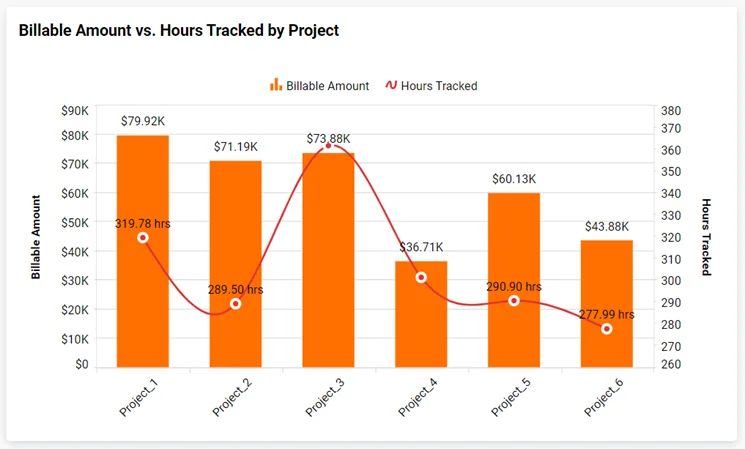 Billable Amount vs. Hours Tracked by Project
Billable Amount Hours Tracked
$90K
$80K
$70K
$60K
$50K
$40K
$30K
$20K
$10K
$0
Billable Amount
380
370
360
350
340
330
320
310
300
290
280
270
260
Hours Tracked
$79.92K
$71.19K
$73.88K
$36.71K
$60.13K
$43.88K
319.78 hrs
289.50 hrs
290.90 hrs
277.99 hrs
Project_1
Project_2
Project_3
Project_4
Project_5
Project_6